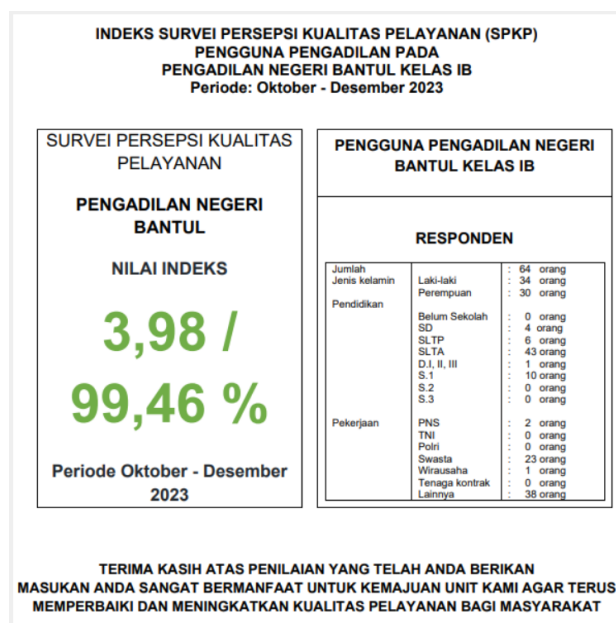 INDEKS SURVEI PERSEPSI KUALITAS PELAYANAN (SPKP)
PENGGUNA PENGADILAN PADA
PENGADILAN NEGERI BANTUL KELAS IB
Periode: Oktober - Desember 2023
SURVEI PERSEPSI KUALITAS
PELAYANAN
PENGADILAN NEGERI
BANTUL
NILAI INDEKS
3,98 /
99,46 %
Periode Oktober - Desember
2023
PENGGUNA PENGADILAN NEGERI
BANTUL KELAS IB
RESPONDEN
Jumlah : 64 orang
Jenis kelamin Laki-laki : 34 orang
Perempuan : 30 orang
Pendidikan
Belum Sekolah : 0 orang
SD : 4 orang
SLTP : 6 orang
SLTA : 43 orang
D.I, II, III : 1 orang
S.1 : 10 orang
S.2 : 0 orang
S.3 : 0 orang
Pekerjaan PNS : 2 orang
TNI : 0 orang
Polri : 0 orang
Swasta : 23 orang
Wirausaha : 1 orang
Tenaga kontrak : 0 orang
Lainnya : 38 orang
TERIMA KASIH ATAS PENILAIAN YANG TELAH ANDA BERIKAN
MASUKAN ANDA SANGAT BERMANFAAT UNTUK KEMAJUAN UNIT KAMI AGAR TERUS
MEMPERBAIKI DAN MENINGKATKAN KUALITAS PELAYANAN BAGI MASYARAKAT